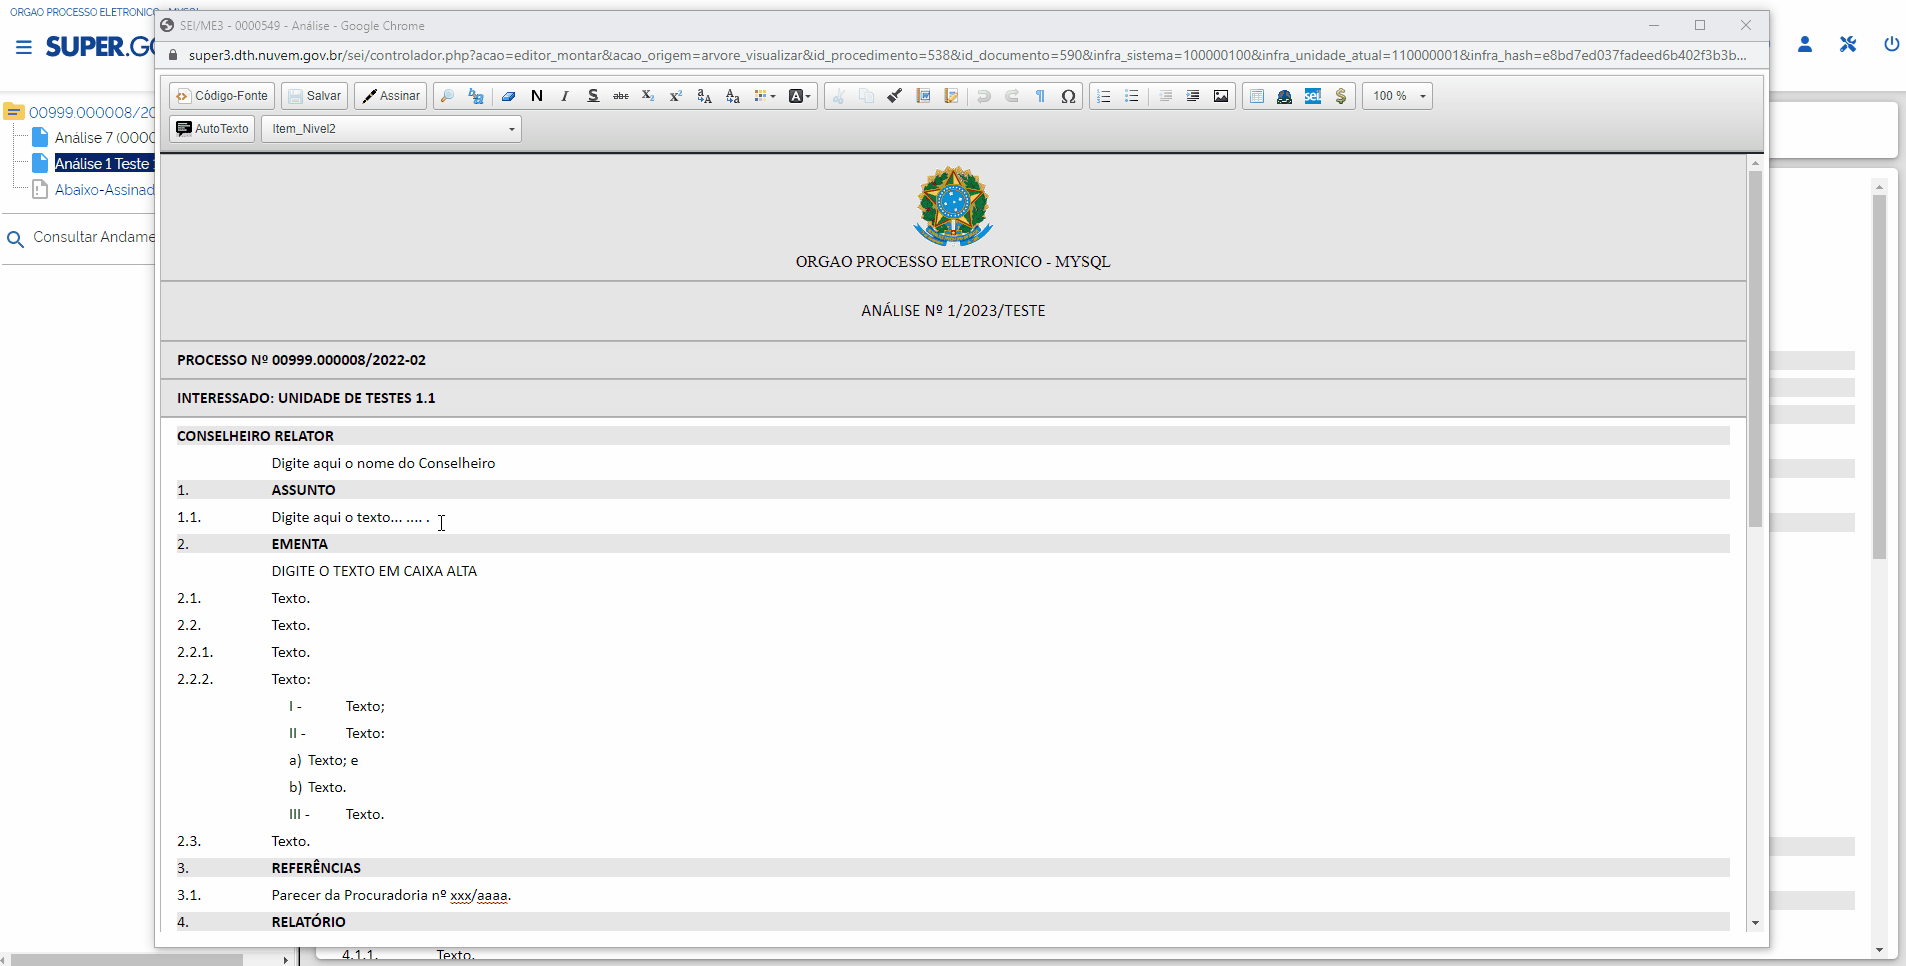 ORGAO PROCESSO ELETRONICO - MYSQL
SUPER.GO
00999.000008/20
Análise 7 (0000
Análise 1 Teste
Abaixo-Assinad
Consultar Andame
SEI/ME3 - 0000549 - Análise - Google Chrome
super3.dth.nuvem.gov.br/sei/controlador.php?acao=editor_montar&acao_origem=arvore_visualizar&id_procedimento=538&id_documento=590&infra_sistema=100000100&infra_unidade_atual=110000001&infra_hash=e8bd7ed037fadeed6b402f3b3b...
Código-Fonte Salvar Assinar N I S abc X₂ X² a A A a A sei! $ 100 %
AutoTexto Item_Nivel2
ORGAO PROCESSO ELETRONICO - MYSQL
ANÁLISE Nº 1/2023/TESTE
PROCESSO Nº 00999.000008/2022-02
INTERESSADO: UNIDADE DE TESTES 1.1
CONSELHEIRO RELATOR
Digite aqui o nome do Conselheiro
1. ASSUNTO
1.1. Digite aqui o texto... .... .
2. EMENTA
DIGITE O TEXTO EM CAIXA ALTA
2.1. Texto.
2.2. Texto.
2.2.1. Texto.
2.2.2. Texto:
I - Texto;
II - Texto:
a) Texto; e
b) Texto.
III - Texto.
2.3. Texto.
3. REFERÊNCIAS
3.1. Parecer da Procuradoria nº xxx/aaaa.
4. RELATÓRIO
4.1.1. Texto.